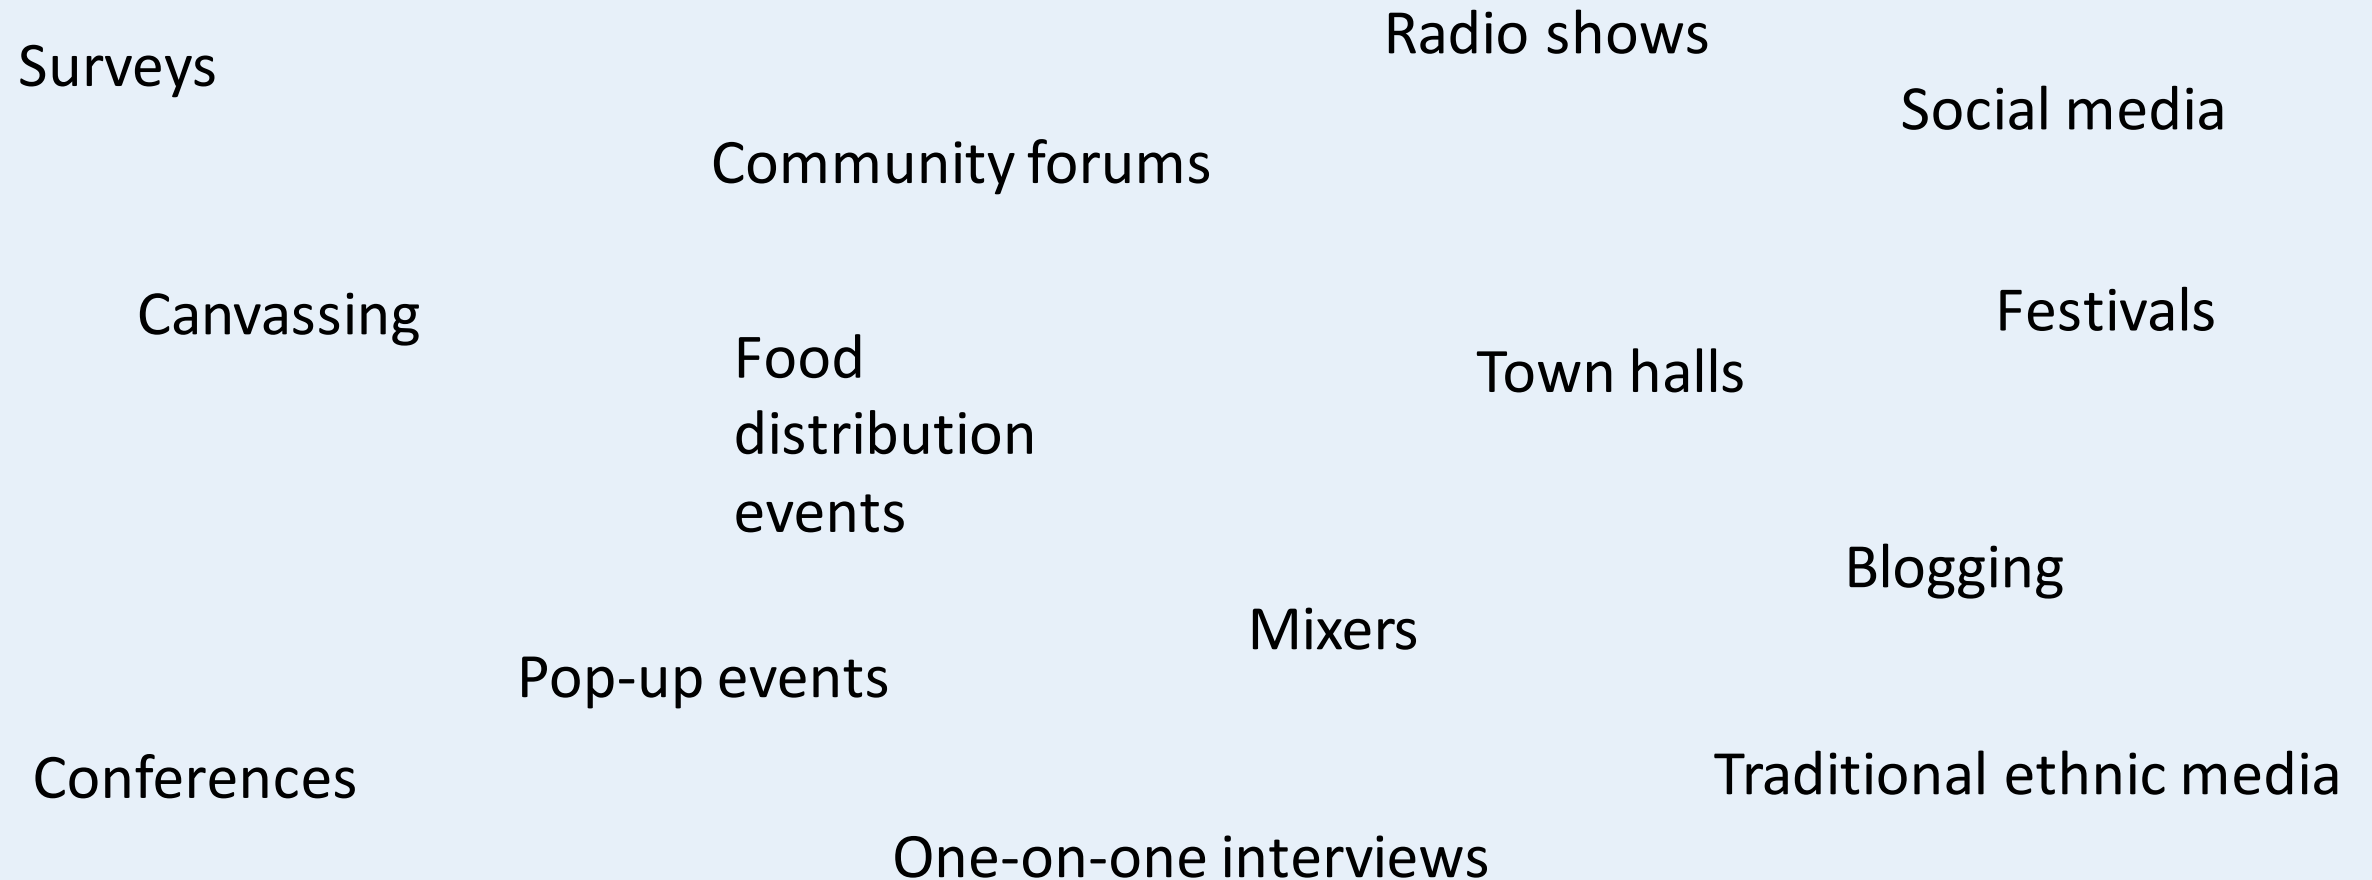 Radio shows
Surveys
Social media
Community forums
Canvassing
Festivals
Food
distribution
events
Town halls
Blogging
Mixers
Pop-up events
Conferences
Traditional ethnic media
One-on-one interviews